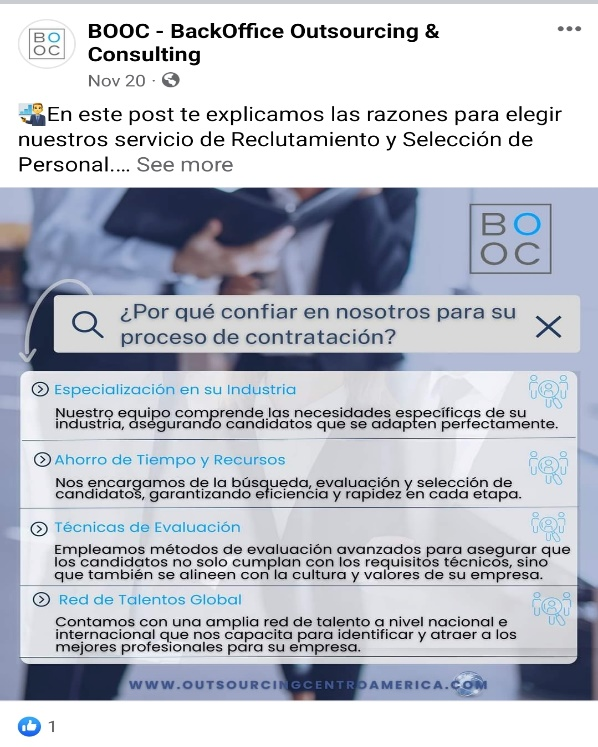 BOOC - BackOffice Outsourcing &
Consulting
Nov 20 ·
En este post te explicamos las razones para elegir
nuestros servicio de Reclutamiento y Selección de
Personal.... See more
BO
OC
BO
OC
¿Por qué confiar en nosotros para su
proceso de contratación?
Especialización en su Industria
Nuestro equipo comprende las necesidades específicas de su
industria, asegurando candidatos que se adapten perfectamente.
Ahorro de Tiempo y Recursos
Nos encargamos de la búsqueda, evaluación y selección de
candidatos, garantizando eficiencia y rapidez en cada etapa.
Técnicas de Evaluación
Empleamos métodos de evaluación avanzados para asegurar que
los candidatos no solo cumplan con los requisitos técnicos, sino
que también se alineen con la cultura y valores de su empresa.
Red de Talentos Global
Contamos con una amplia red de talento a nivel nacional e
internacional que nos capacita para identificar y atraer a los
mejores profesionales para su empresa.
WWW.OUTSOURCINGCENTROAMERICA.COM
1